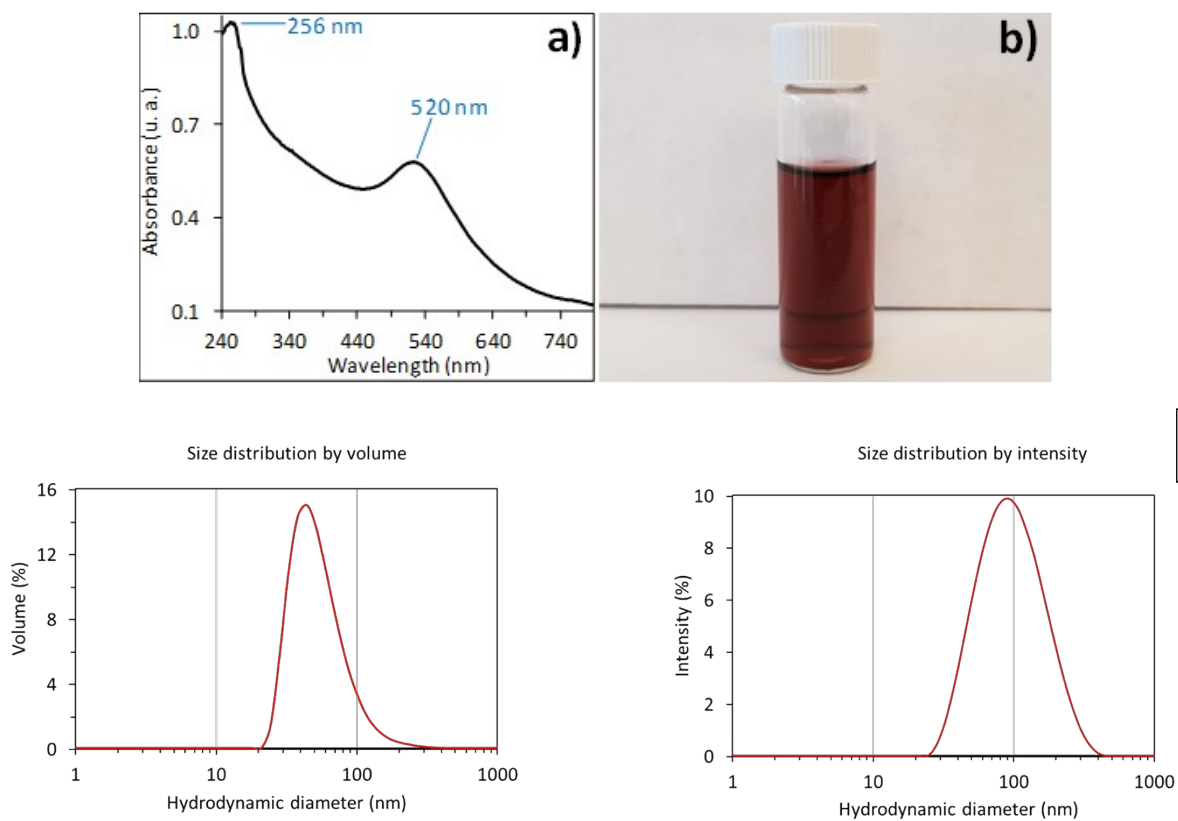 a)
256 nm
520 nm
Absorbance (u. a.)
1.0
0.7
0.4
0.1
240 340 440 540 640 740
Wavelength (nm)
b)
Size distribution by volume
Volume (%)
16
12
8
4
0
1 10 100 1000
Hydrodynamic diameter (nm)
Size distribution by intensity
Intensity (%)
10
8
6
4
2
0
1 10 100 1000
Hydrodynamic diameter (nm)